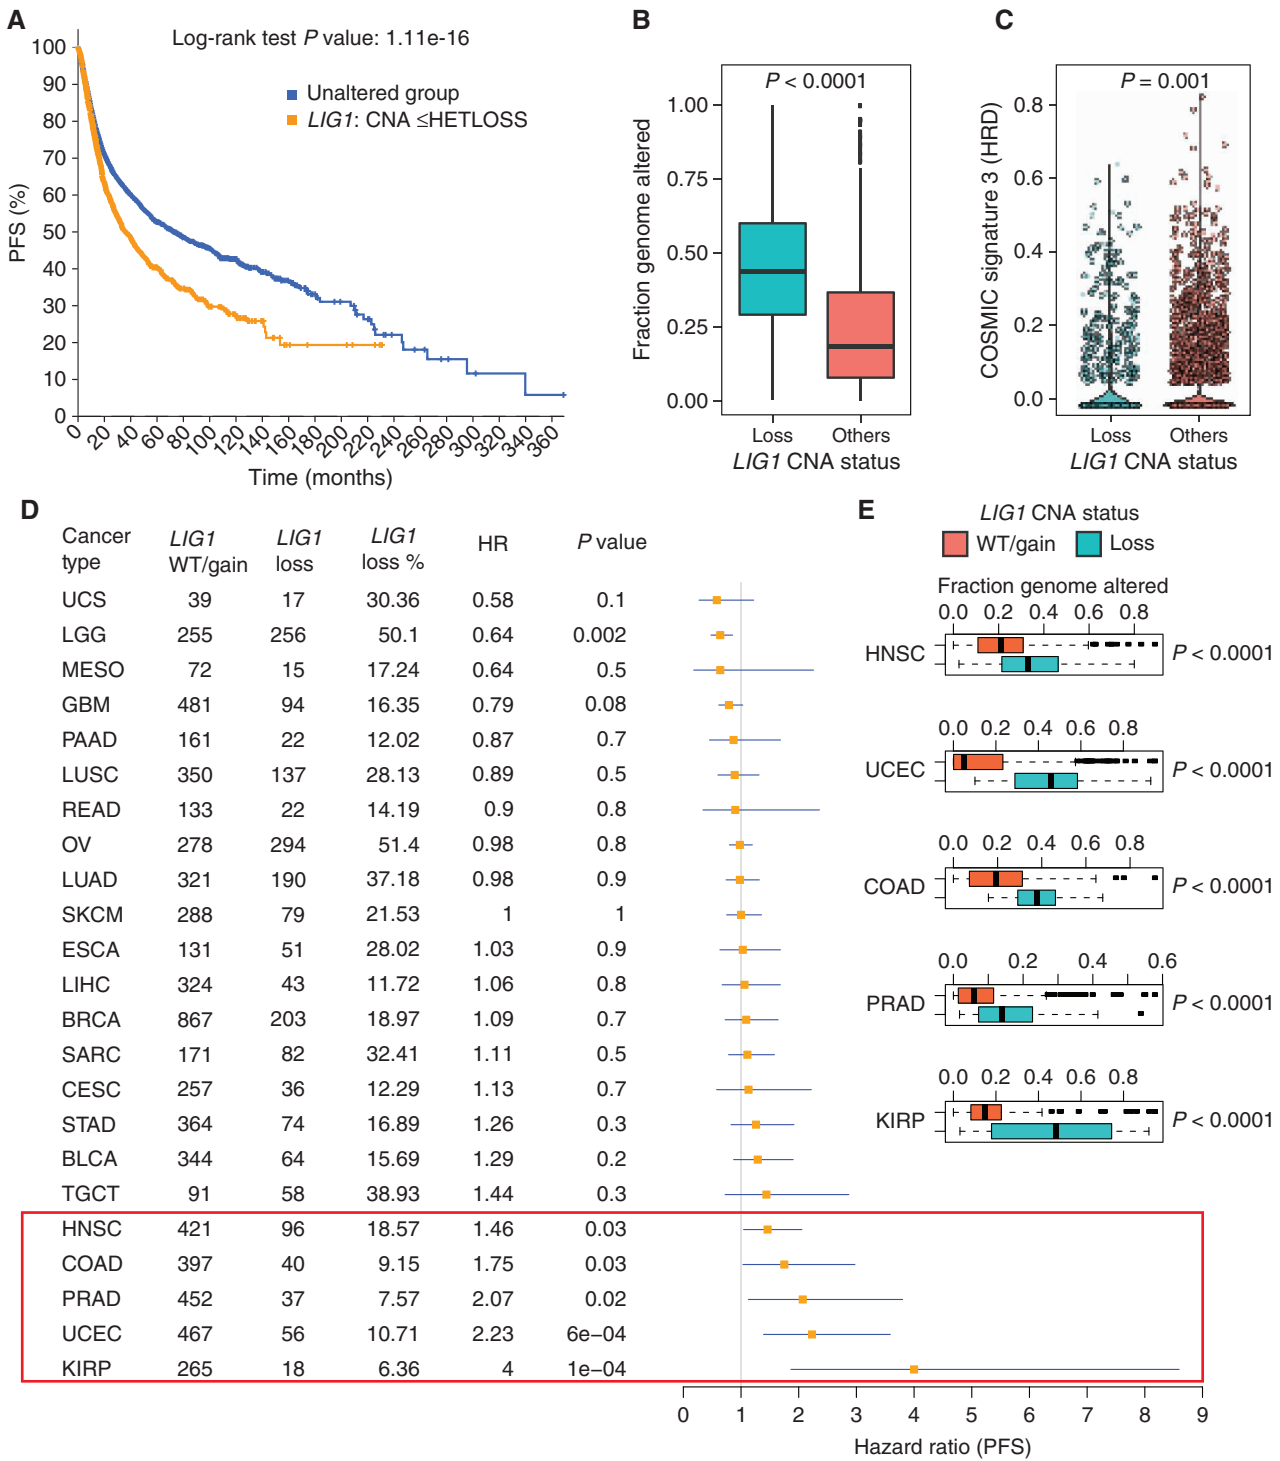 A
Log-rank test P value: 1.11e-16
Unaltered group
LIG1: CNA ≤HETLOSS
PFS (%)
100
90
80
70
60
50
40
30
20
10
0
0 20 40 60 80 100 120 140 160 180 200 220 240 260 280 300 320 340 360
Time (months)
B
P < 0.0001
Fraction genome altered
1.00
0.75
0.50
0.25
0.00
Loss Others
LIG1 CNA status
C
P = 0.001
COSMIC signature 3 (HRD)
0.8
0.6
0.4
0.2
0.0
Loss Others
LIG1 CNA status
D
Cancer type LIG1 WT/gain LIG1 loss LIG1 loss % HR P value
UCS 39 17 30.36 0.58 0.1
LGG 255 256 50.1 0.64 0.002
MESO 72 15 17.24 0.64 0.5
GBM 481 94 16.35 0.79 0.08
PAAD 161 22 12.02 0.87 0.7
LUSC 350 137 28.13 0.89 0.5
READ 133 22 14.19 0.9 0.8
OV 278 294 51.4 0.98 0.8
LUAD 321 190 37.18 0.98 0.9
SKCM 288 79 21.53 1 1
ESCA 131 51 28.02 1.03 0.9
LIHC 324 43 11.72 1.06 0.8
BRCA 867 203 18.97 1.09 0.7
SARC 171 82 32.41 1.11 0.5
CESC 257 36 12.29 1.13 0.7
STAD 364 74 16.89 1.26 0.3
BLCA 344 64 15.69 1.29 0.2
TGCT 91 58 38.93 1.44 0.3
HNSC 421 96 18.57 1.46 0.03
COAD 397 40 9.15 1.75 0.03
PRAD 452 37 7.57 2.07 0.02
UCEC 467 56 10.71 2.23 6e−04
KIRP 265 18 6.36 4 1e−04
0 1 2 3 4 5 6 7 8 9
Hazard ratio (PFS)
E
LIG1 CNA status
WT/gain Loss
Fraction genome altered
0.0 0.2 0.4 0.6 0.8
HNSC P < 0.0001
0.0 0.2 0.4 0.6 0.8
UCEC P < 0.0001
0.0 0.2 0.4 0.6 0.8
COAD P < 0.0001
0.0 0.2 0.4 0.6
PRAD P < 0.0001
0.0 0.2 0.4 0.6 0.8
KIRP P < 0.0001